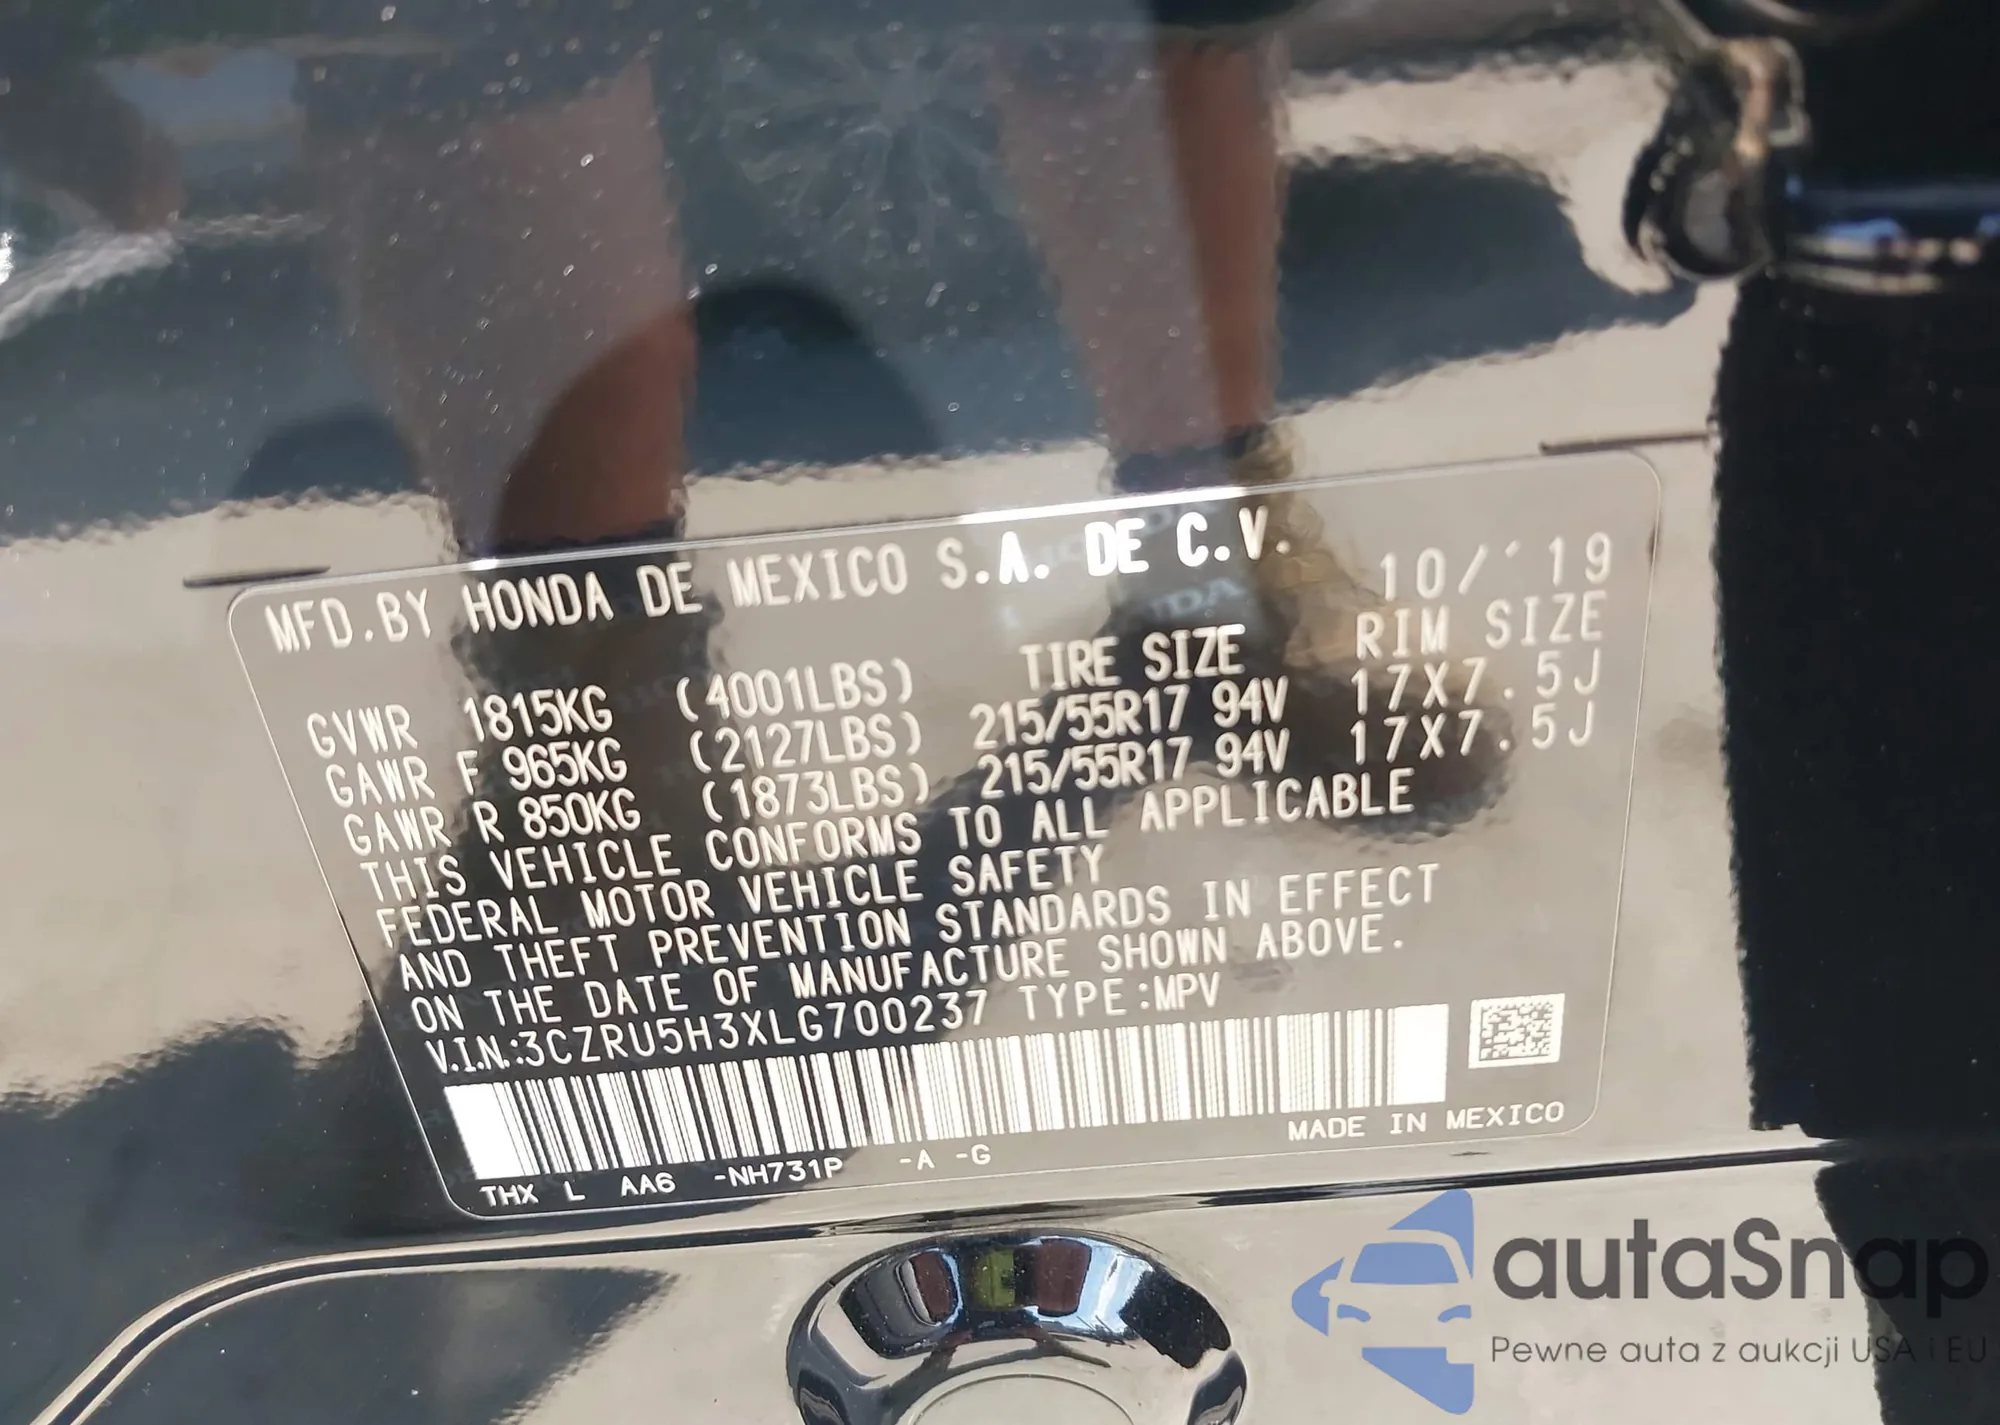 MFD.BY HONDA DE MEXICO S.A. DE C.V. 10/'19
TIRE SIZE RIM SIZE
GVWR 1815KG (4001LBS)
GAWR F 965KG (2127LBS) 215/55R17 94V 17X7.5J
GAWR R 850KG (1873LBS) 215/55R17 94V 17X7.5J
THIS VEHICLE CONFORMS TO ALL APPLICABLE
FEDERAL MOTOR VEHICLE SAFETY
AND THEFT PREVENTION STANDARDS IN EFFECT
ON THE DATE OF MANUFACTURE SHOWN ABOVE.
V.I.N.:3CZRU5H3XLG700237 TYPE:MPV
MADE IN MEXICO
THX L AA6 -NH731P -A -G
autaSnap
Pewne auta z aukcji USA i EU